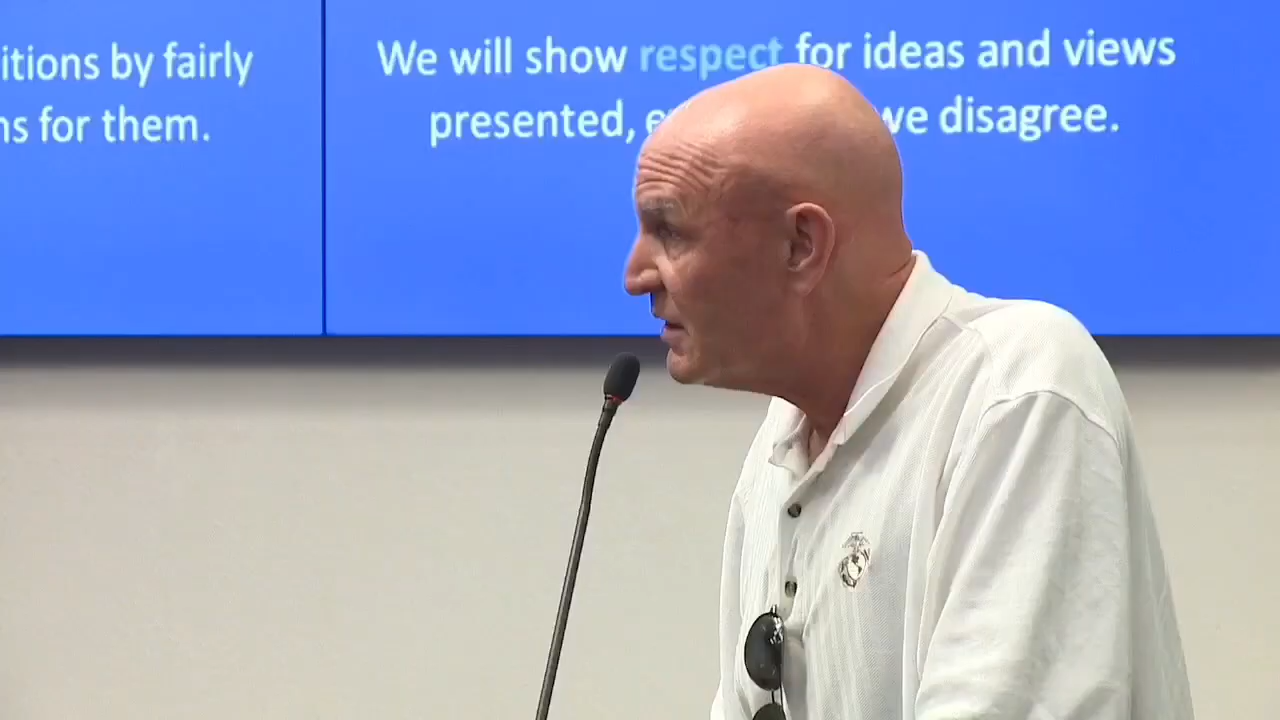 itions by fairly
ns for them.
We will show respect for ideas and views
presented, we disagree.